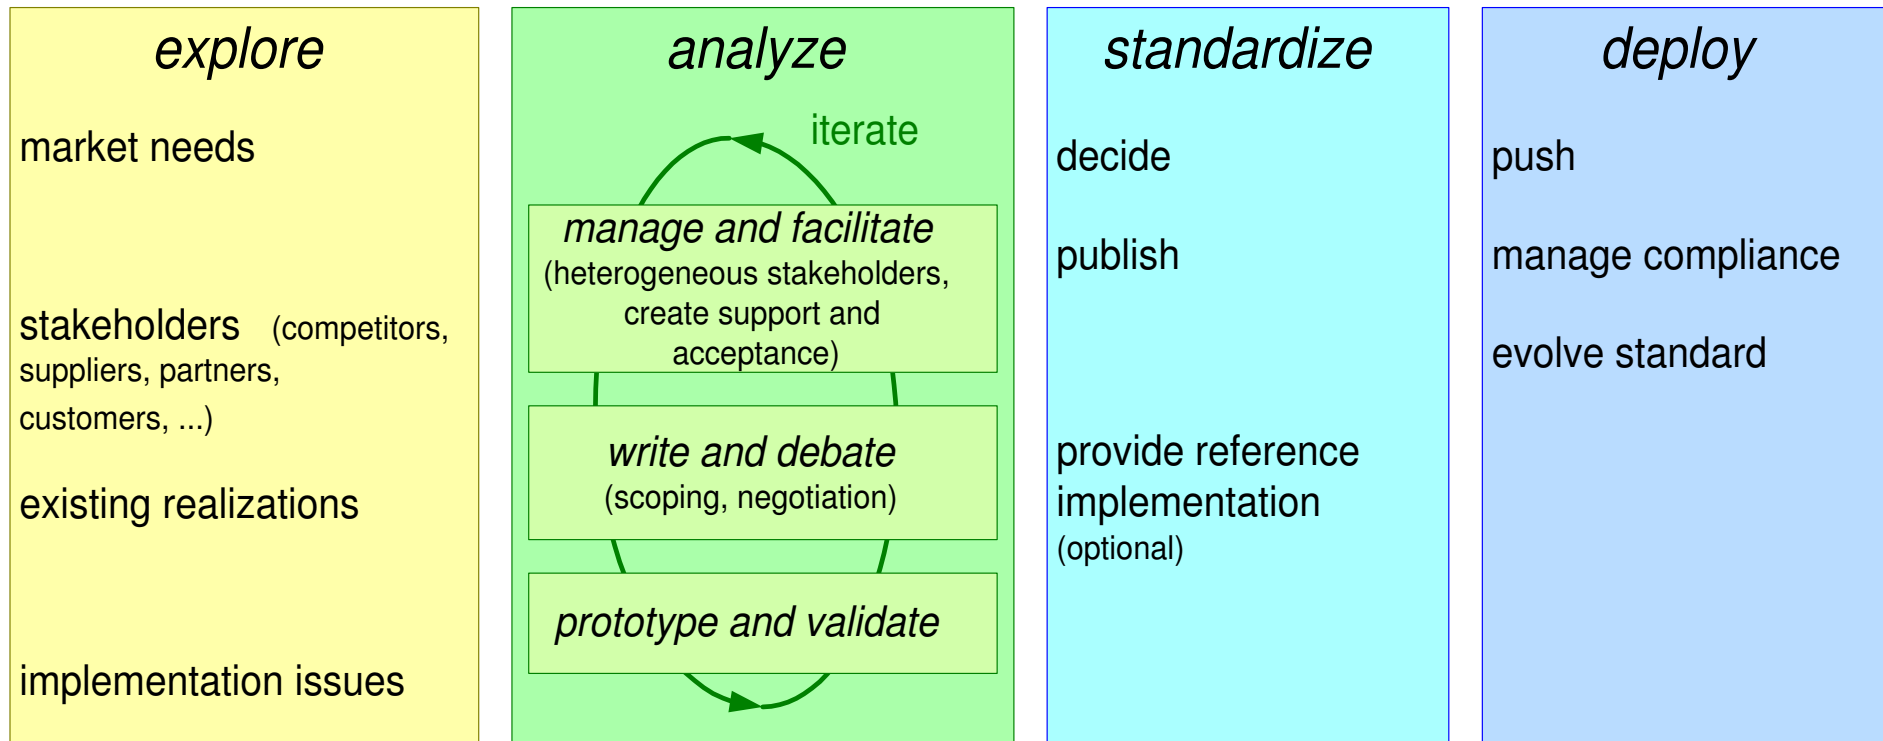 explore
market needs
stakeholders (competitors,
suppliers, partners,
customers, ...)
existing realizations
implementation issues
analyze
iterate
manage and facilitate
(heterogeneous stakeholders,
create support and
acceptance)
write and debate
(scoping, negotiation)
prototype and validate
standardize
decide
publish
provide reference
implementation
(optional)
deploy
push
manage compliance
evolve standard